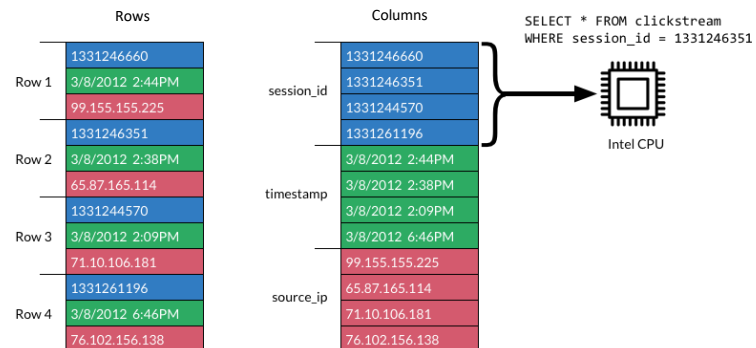 Rows
Row 1
1331246660
3/8/2012 2:44PM
99.155.155.225
Row 2
1331246351
3/8/2012 2:38PM
65.87.165.114
Row 3
1331244570
3/8/2012 2:09PM
71.10.106.181
Row 4
1331261196
3/8/2012 6:46PM
76.102.156.138
Columns
session_id
1331246660
1331246351
1331244570
1331261196
timestamp
3/8/2012 2:44PM
3/8/2012 2:38PM
3/8/2012 2:09PM
3/8/2012 6:46PM
source_ip
99.155.155.225
65.87.165.114
71.10.106.181
76.102.156.138
SELECT * FROM clickstream
WHERE session_id = 1331246351
Intel CPU